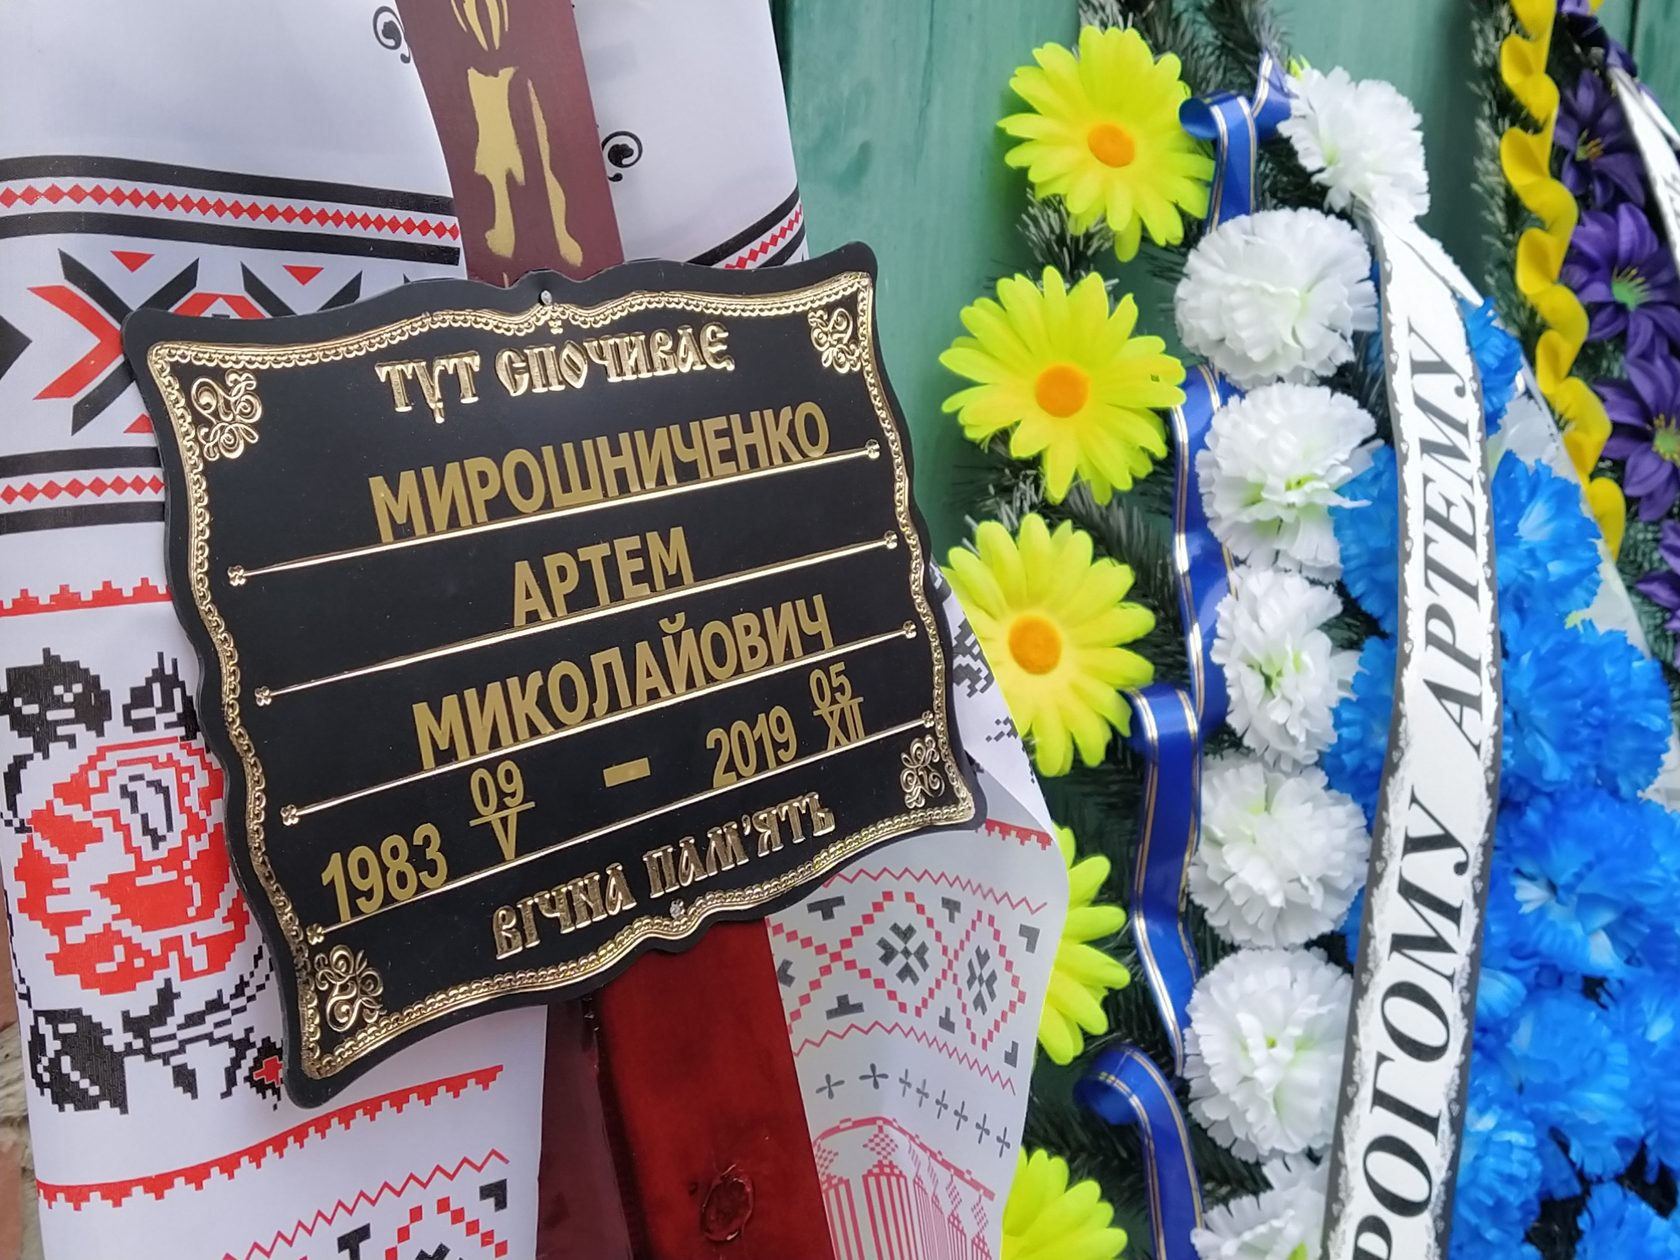 ТУТ СПОЧИВАЄ
МИРОШНИЧЕНКО
АРТЕМ
МИКОЛАЙОВИЧ
1983 09/V – 2019 05/XII
ВІЧНА ПАМ'ЯТЬ
РОГОМУ АРТЕМУ